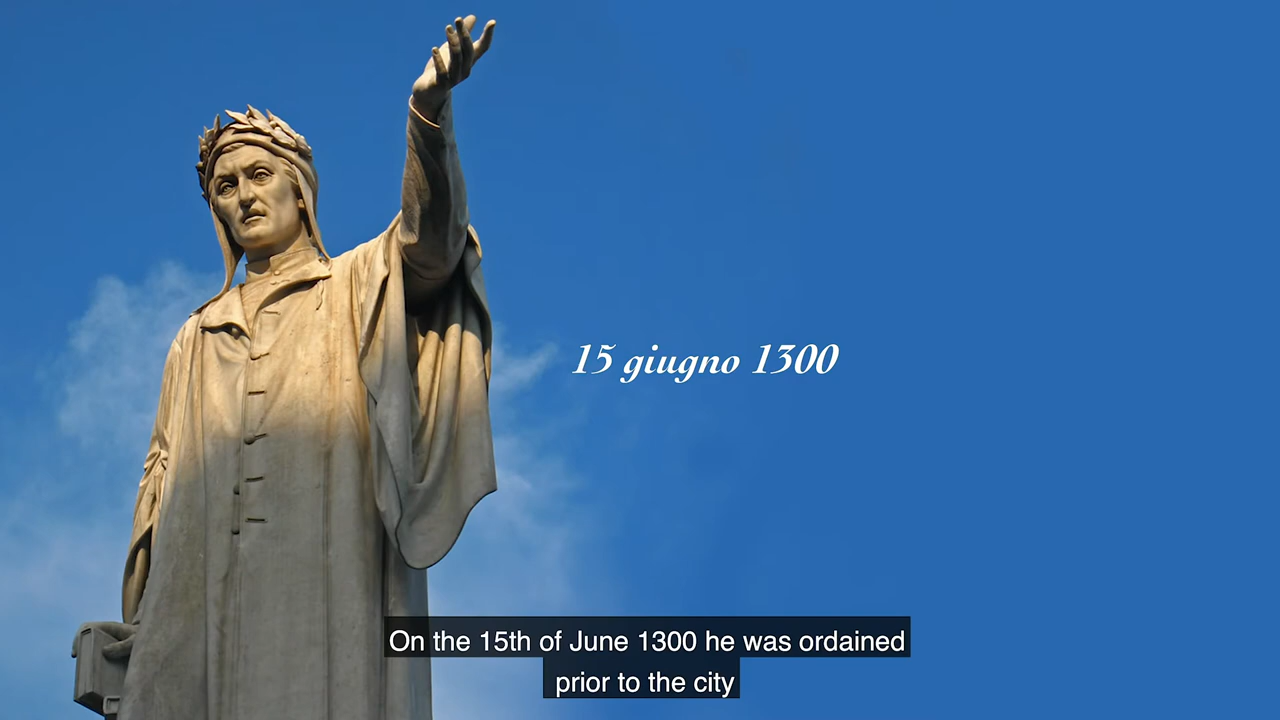 15 giugno 1300
On the 15th of June 1300 he was ordained
prior to the city